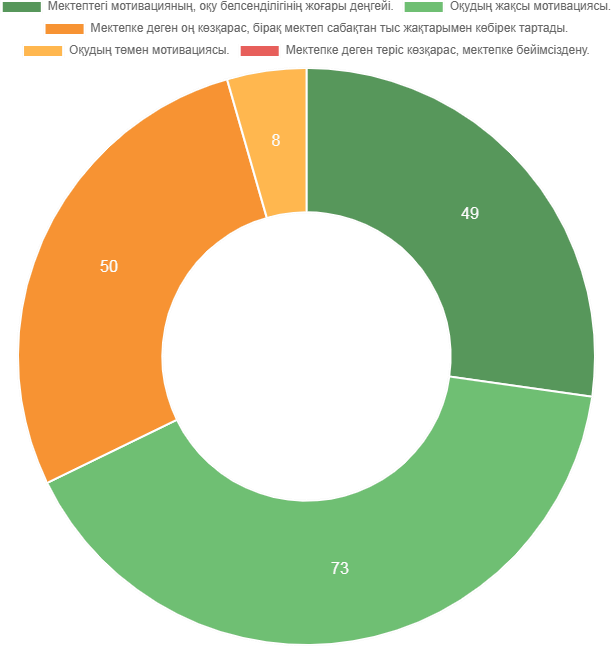 Мектептегі мотивацияның, оқу белсенділігінің жоғары деңгейі. Оқудың жақсы мотивациясы.
Мектепке деген оң көзқарас, бірақ мектеп сабақтан тыс жақтарымен көбірек тартады.
Оқудың төмен мотивациясы. Мектепке деген теріс көзқарас, мектепке бейімсіздену.
8
49
50
73